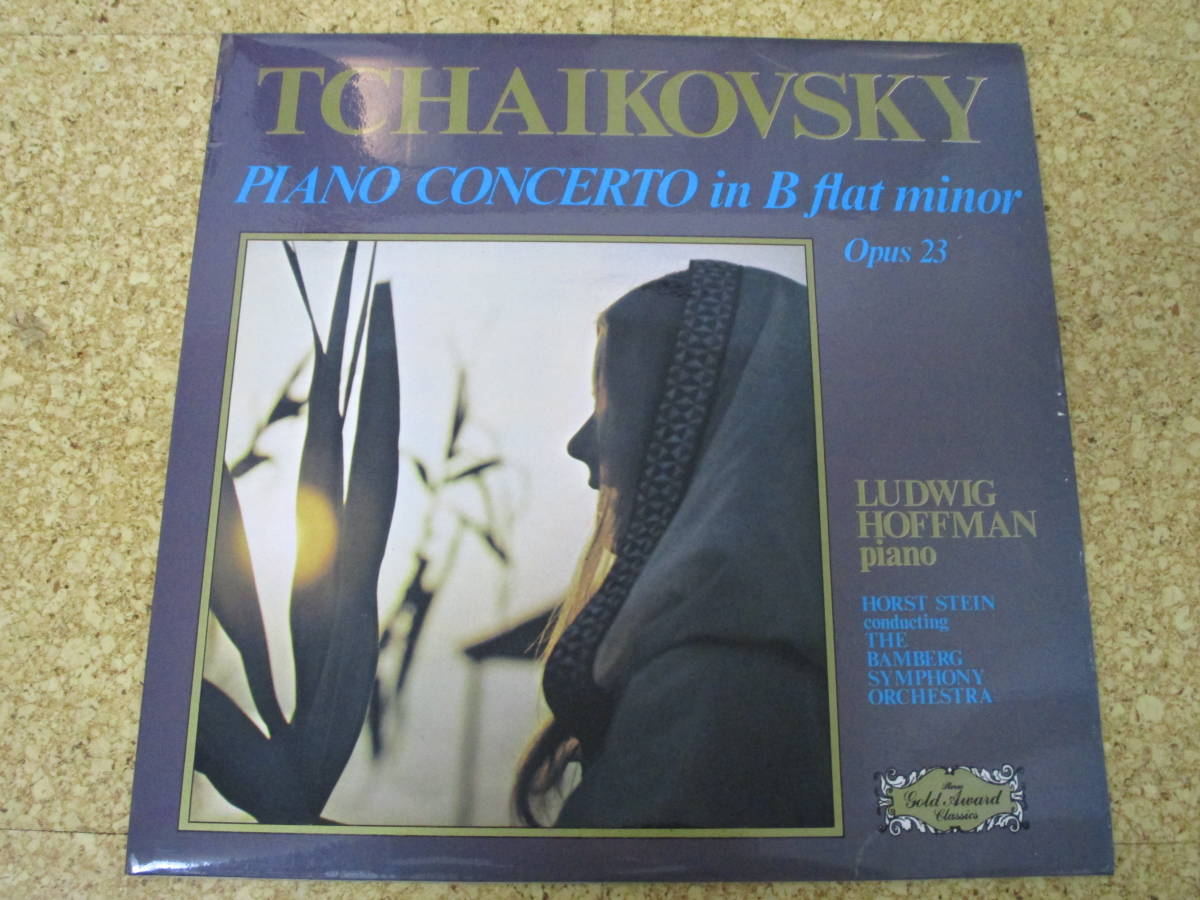 TCHAIKOVSKY
PIANO CONCERTO in B flat minor
Opus 23
LUDWIG
HOFFMAN
piano
HORST STEIN
conducting
THE
BAMBERG
SYMPHONY
ORCHESTRA
Stereo
Gold Award
Classics